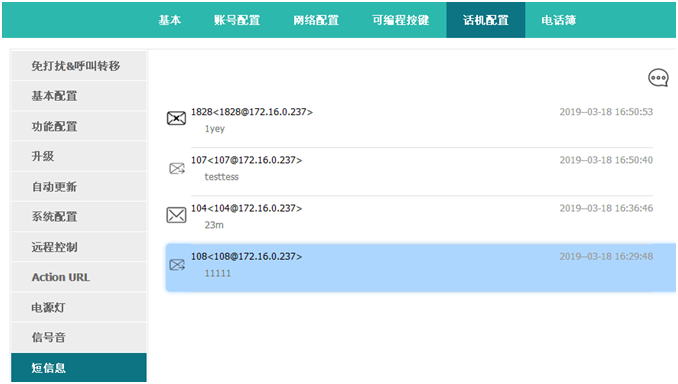 基本 账号配置 网络配置 可编程按键 话机配置 电话簿
免打扰&呼叫转移
基本配置
功能配置
升级
自动更新
系统配置
远程控制
Action URL
电源灯
信号音
短信息
1828<1828@172.16.0.237> 2019--03-18 16:50:53
1yey
107<107@172.16.0.237> 2019--03-18 16:50:40
testtess
104<104@172.16.0.237> 2019--03-18 16:36:46
23m
108<108@172.16.0.237> 2019--03-18 16:29:48
11111